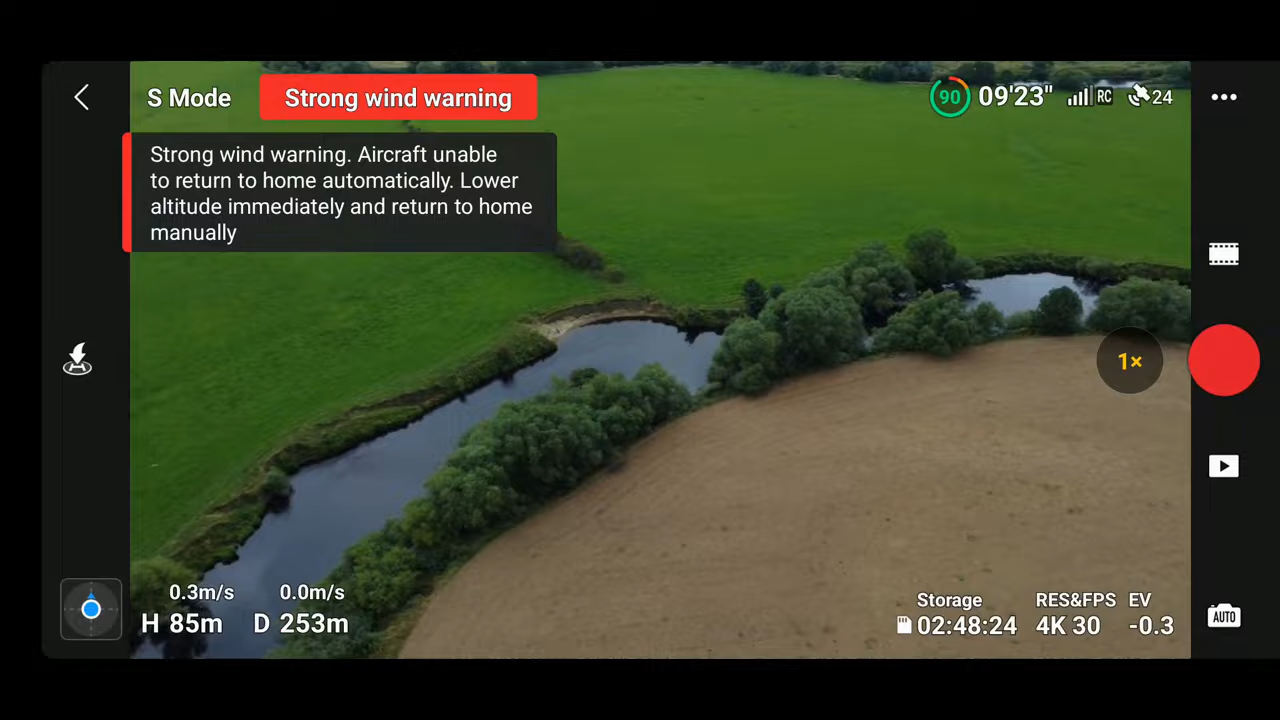 S Mode
Strong wind warning
90
09'23"
RC
24
Strong wind warning. Aircraft unable
to return to home automatically. Lower
altitude immediately and return to home
manually
1×
0.3m/s
0.0m/s
H 85m
D 253m
Storage
RES&FPS
EV
02:48:24
4K 30
-0.3
AUTO